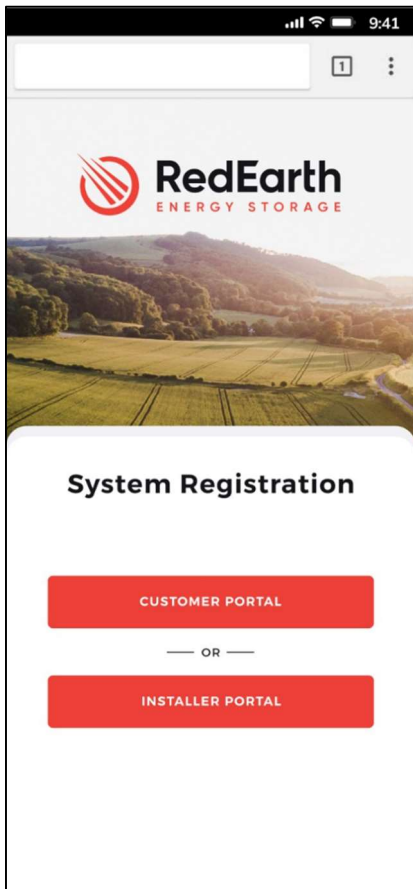 9:41
1
RedEarth
ENERGY STORAGE
System Registration
CUSTOMER PORTAL
OR
INSTALLER PORTAL